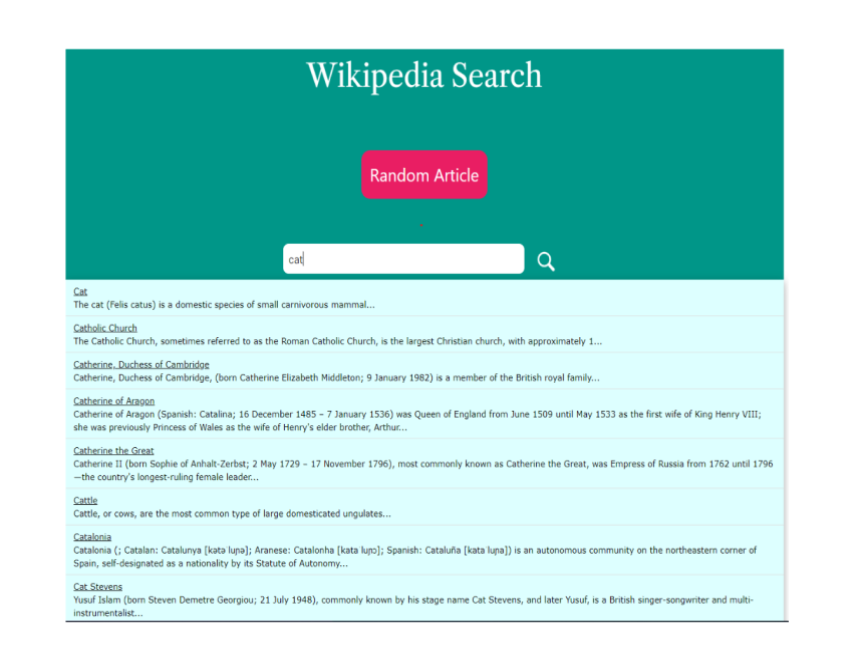 Wikipedia Search
Random Article
cat
Cat
The cat (Felis catus) is a domestic species of small carnivorous mammal...
Catholic Church
The Catholic Church, sometimes referred to as the Roman Catholic Church, is the largest Christian church, with approximately 1...
Catherine, Duchess of Cambridge
Catherine, Duchess of Cambridge, (born Catherine Elizabeth Middleton; 9 January 1982) is a member of the British royal family...
Catherine of Aragon
Catherine of Aragon (Spanish: Catalina; 16 December 1485 – 7 January 1536) was Queen of England from June 1509 until May 1533 as the first wife of King Henry VIII;
she was previously Princess of Wales as the wife of Henry's elder brother, Arthur...
Catherine the Great
Catherine II (born Sophie of Anhalt-Zerbst; 2 May 1729 – 17 November 1796), most commonly known as Catherine the Great, was Empress of Russia from 1762 until 1796
—the country's longest-ruling female leader...
Cattle
Cattle, or cows, are the most common type of large domesticated ungulates...
Catalonia
Catalonia (; Catalan: Catalunya [kətə luɲə]; Aranese: Catalonha [kata luɲɔ]; Spanish: Cataluña [kata luɲa]) is an autonomous community on the northeastern corner of
Spain, self-designated as a nationality by its Statute of Autonomy...
Cat Stevens
Yusuf Islam (born Steven Demetre Georgiou; 21 July 1948), commonly known by his stage name Cat Stevens, and later Yusuf, is a British singer-songwriter and multi-
instrumentalist...